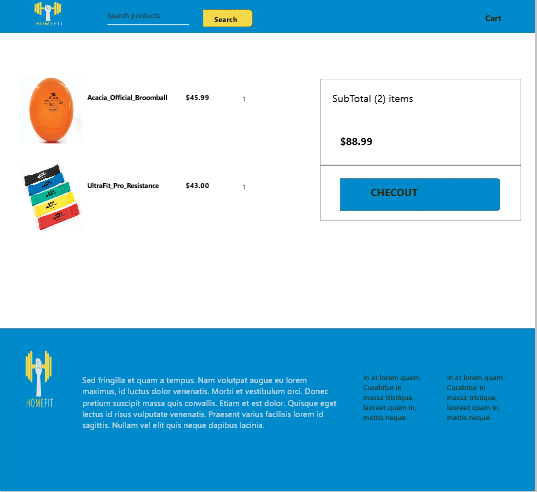 HOMEFIT
Search products
Search
Cart
Acacia_Official_Broomball
$45.99
1
SubTotal (2) items
$88.99
UltraFit_Pro_Resistance
$43.00
1
CHECOUT
HOMEFIT
Sed fringilla et quam a tempus. Nam volutpat augue eu lorem
maximus, id luctus dolor venenatis. Morbi et vestibulum orci. Donec
pretium suscipit massa quis convallis. Etiam et est dolor. Quisque eget
lectus id risus vulputate venenatis. Praesent varius facilisis lorem id
sagittis. Nullam vel elit quis neque dapibus lacinia.
In at lorem quam.
Curabitur in
massa tristique,
laoreet quam in,
mattis neque.
In at lorem quam.
Curabitur in
massa tristique,
laoreet quam in,
mattis neque.